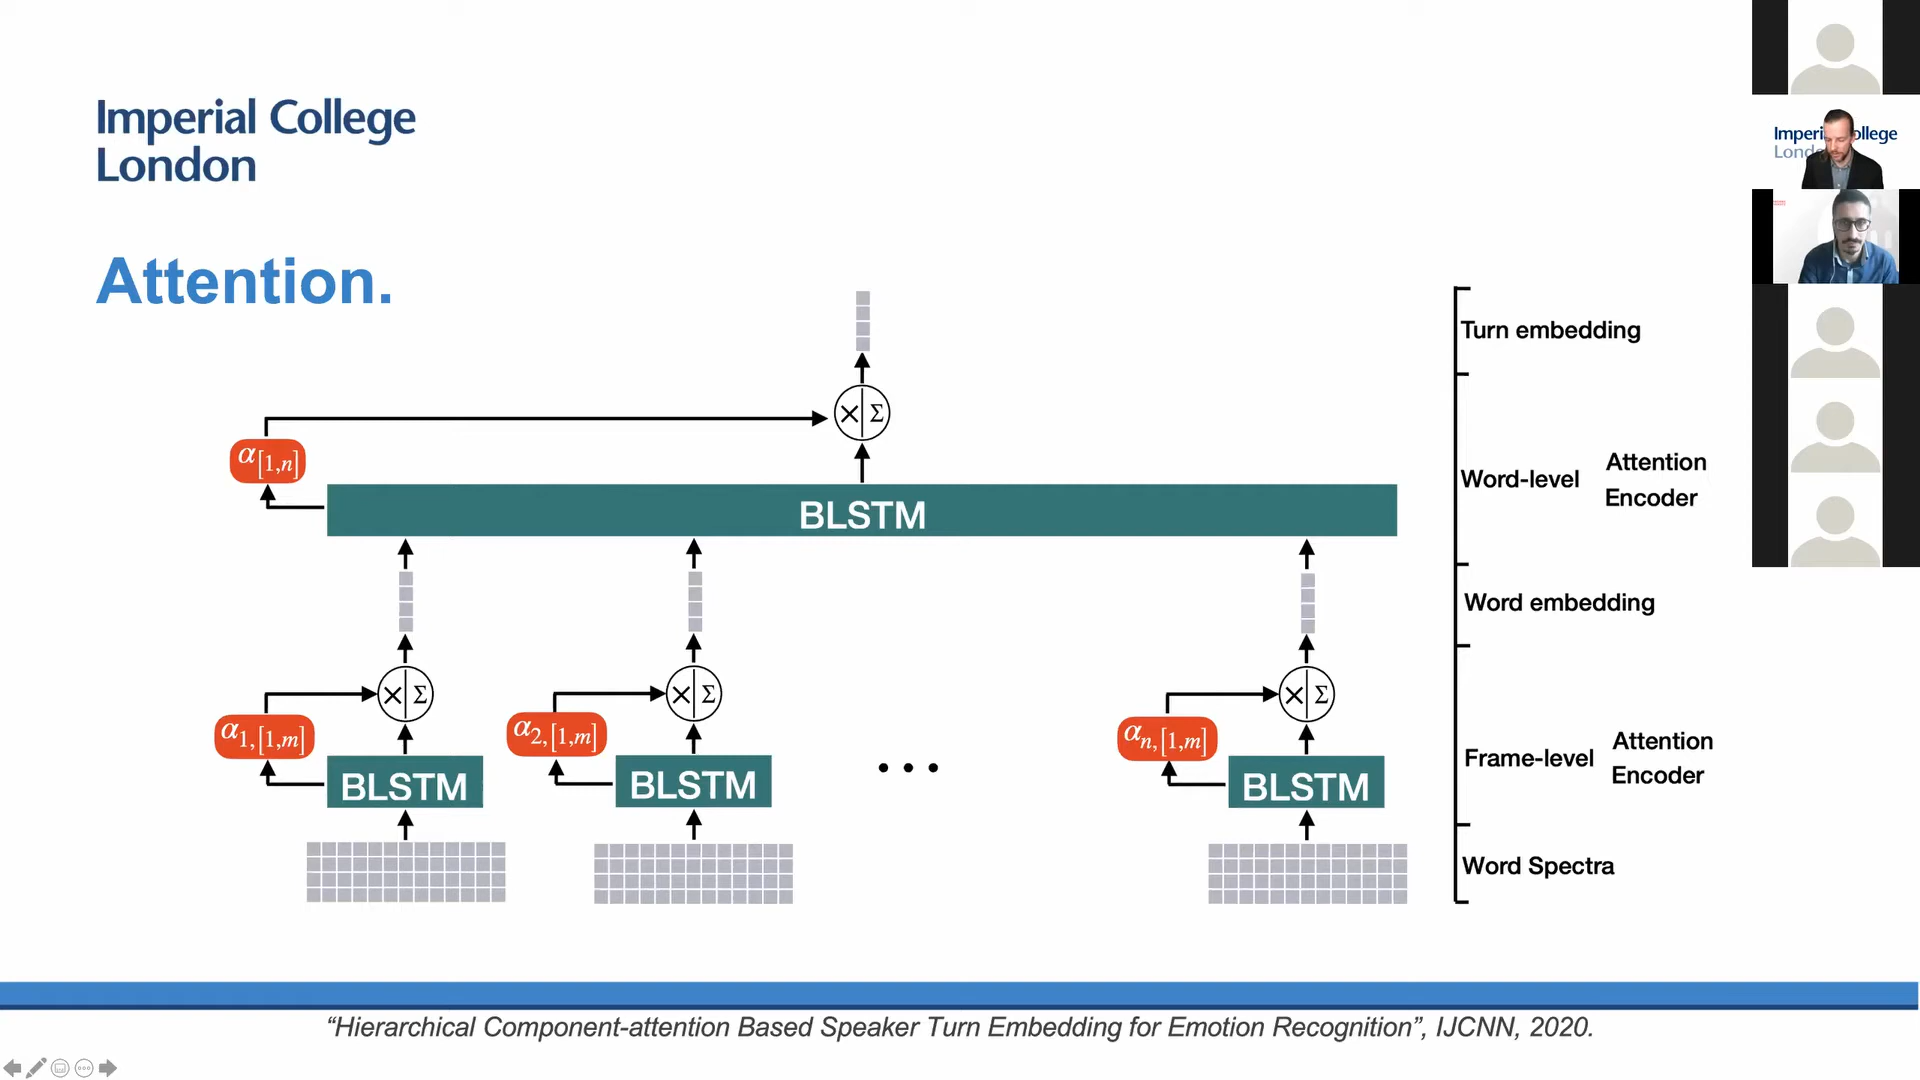 Imperial College
London
Attention.
Turn embedding
× Σ
α[1,n]
BLSTM
Word-level
Attention
Encoder
Word embedding
× Σ
× Σ
× Σ
α1,[1,m]
α2,[1,m]
αn,[1,m]
BLSTM
BLSTM
...
BLSTM
Frame-level
Attention
Encoder
Word Spectra
“Hierarchical Component-attention Based Speaker Turn Embedding for Emotion Recognition”, IJCNN, 2020.